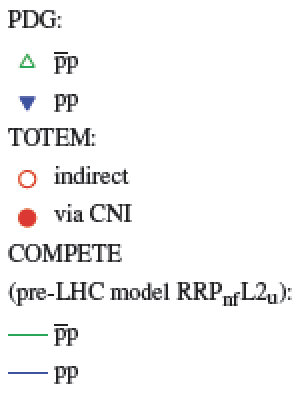 PDG:
p̅p
pp
TOTEM:
indirect
via CNI
COMPETE
(pre-LHC model RRPnfL2u):
p̅p
pp